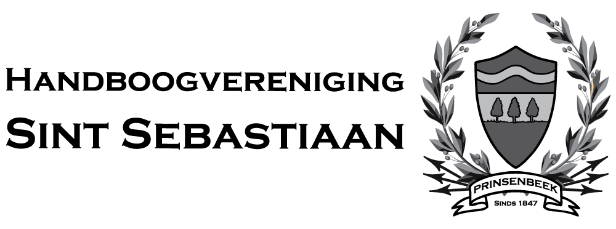 HANDBOOGVERENIGING
SINT SEBASTIAAN
PRINSENBEEK
SINDS 1847